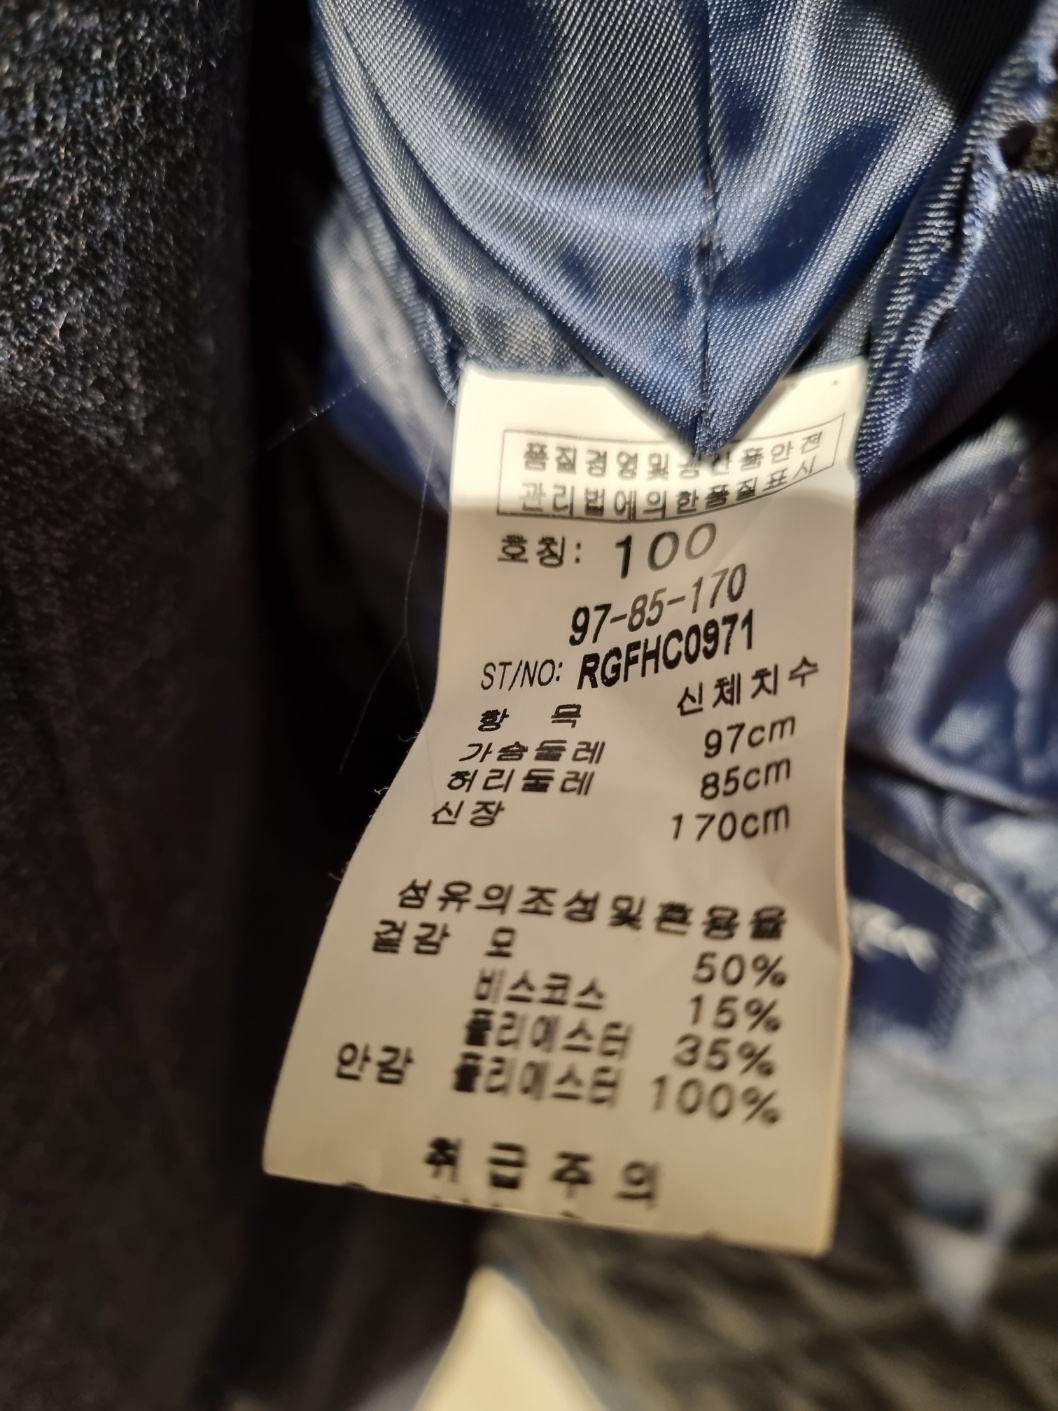 품질경영및공산품안전
관리법에의한품질표시
호칭: 100
97-85-170
ST/NO: RGFHC0971
항 목 신체치수
가슴둘레 97cm
허리둘레 85cm
신장 170cm
섬유의조성및혼용율
겉감 모 50%
비스코스 15%
폴리에스터 35%
안감 폴리에스터 100%
취급주의